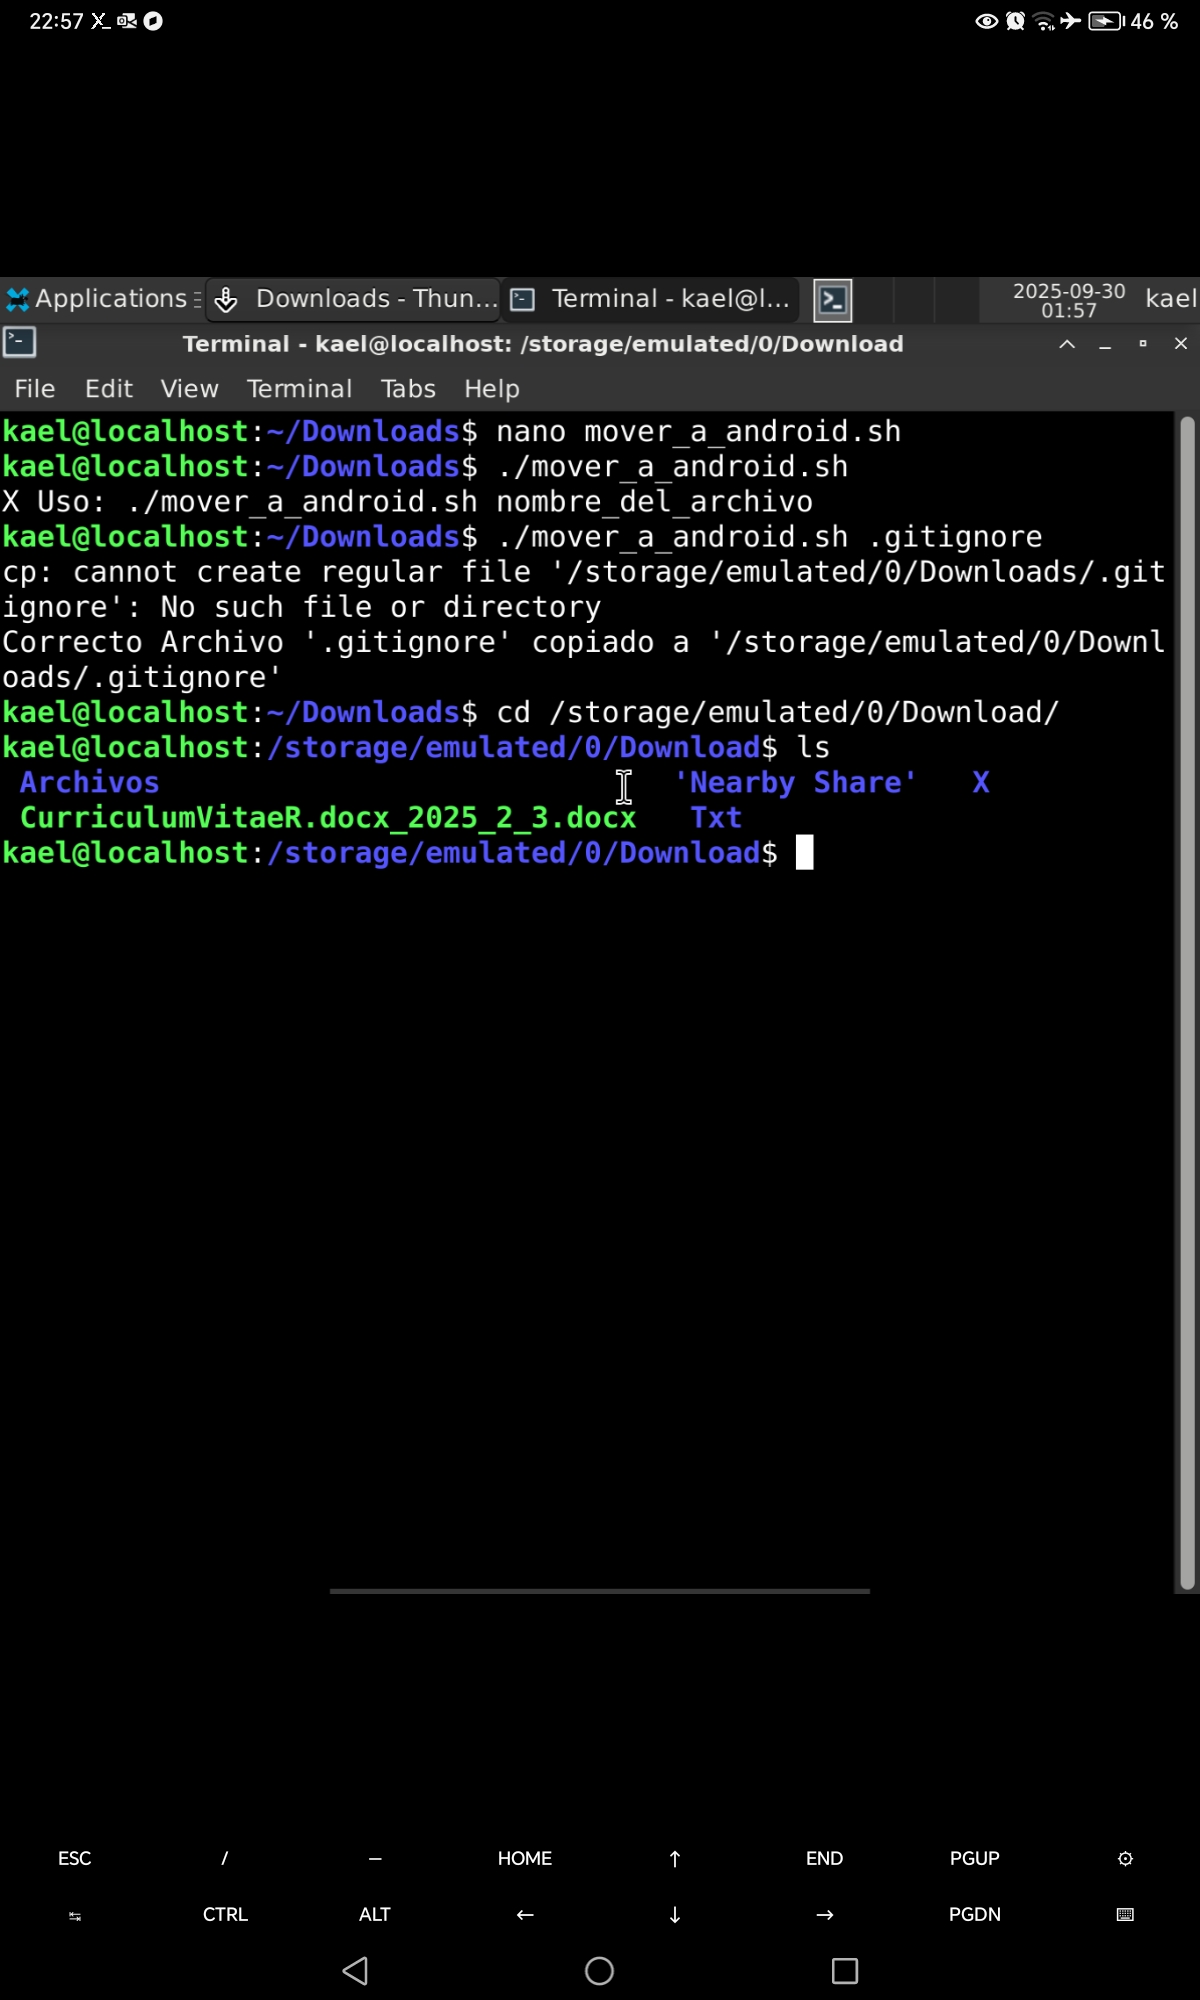 22:57 X_ 46 %
Applications Downloads - Thun... Terminal - kael@l... 2025-09-30 kael
01:57
Terminal - kael@localhost: /storage/emulated/0/Download
File Edit View Terminal Tabs Help
kael@localhost:~/Downloads$ nano mover_a_android.sh
kael@localhost:~/Downloads$ ./mover_a_android.sh
X Uso: ./mover_a_android.sh nombre_del_archivo
kael@localhost:~/Downloads$ ./mover_a_android.sh .gitignore
cp: cannot create regular file '/storage/emulated/0/Downloads/.git
ignore': No such file or directory
Correcto Archivo '.gitignore' copiado a '/storage/emulated/0/Downl
oads/.gitignore'
kael@localhost:~/Downloads$ cd /storage/emulated/0/Download/
kael@localhost:/storage/emulated/0/Download$ ls
Archivos 'Nearby Share' X
CurriculumVitaeR.docx_2025_2_3.docx Txt
kael@localhost:/storage/emulated/0/Download$
ESC / — HOME ↑ END PGUP
CTRL ALT ← ↓ → PGDN